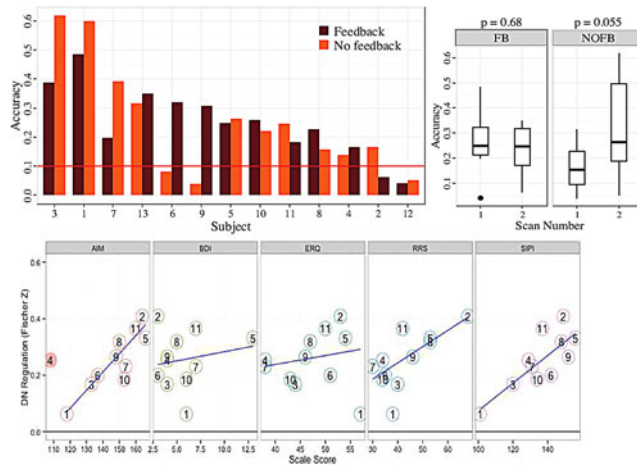 Feedback
No feedback
Accuracy
0.0 0.1 0.2 0.3 0.4 0.5 0.6
3 1 7 13 6 9 5 10 11 8 4 2 12
Subject
p = 0.68 p = 0.055
FB NOFB
Accuracy
0.6
0.5
0.4
0.3
0.2
0.1
1 2 1 2
Scan Number
AIM BDI ERQ RRS SIPI
DN Regulation (Fischer Z)
0.6
0.4
0.2
0.0
110 120 130 140 150 160 2.5 5.0 7.5 10.0 12.5 40 45 50 55 30 40 50 60 70 100 120 140
Scale Score